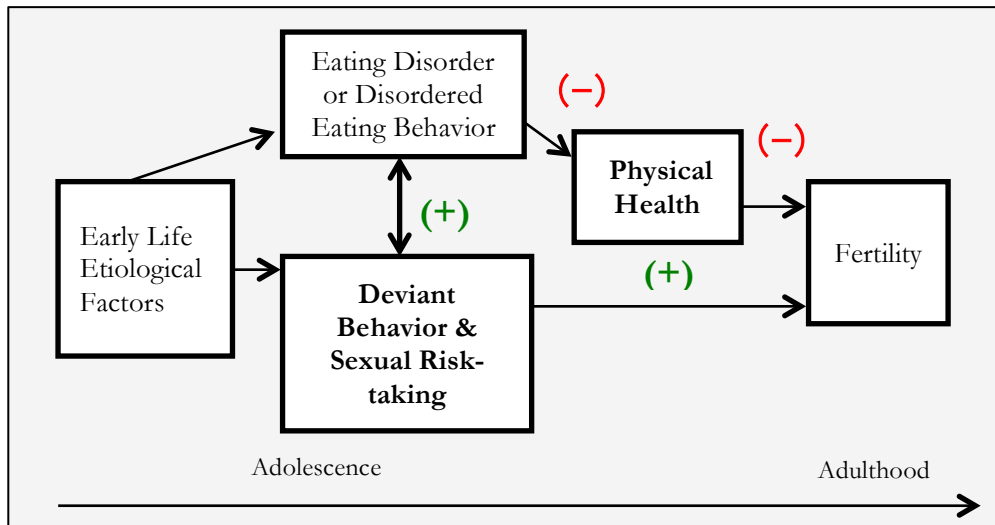 Eating Disorder
or Disordered
Eating Behavior
(−)
(−)
Physical
Health
Early Life
Etiological
Factors
(+)
(+)
Fertility
Deviant
Behavior &
Sexual Risk-
taking
Adolescence
Adulthood